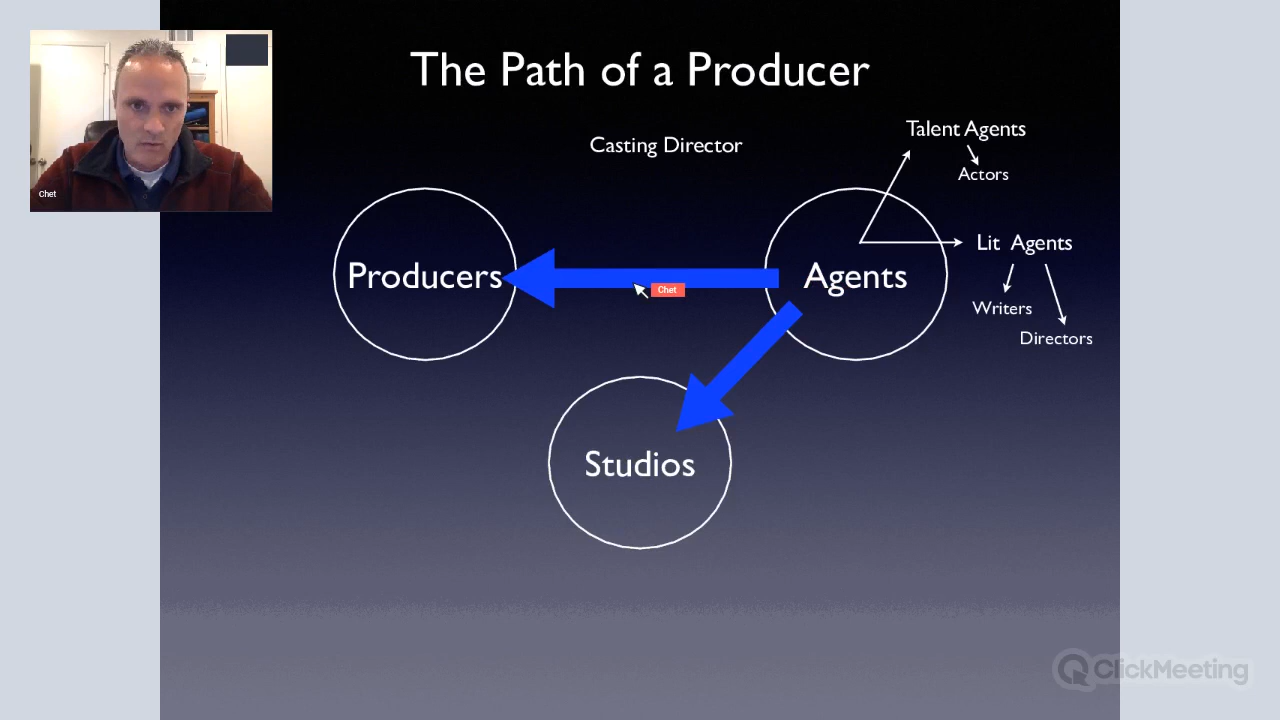 The Path of a Producer
Casting Director
Talent Agents
Actors
Chet
Lit Agents
Producers
Chet
Agents
Writers
Directors
Studios
ClickMeeting